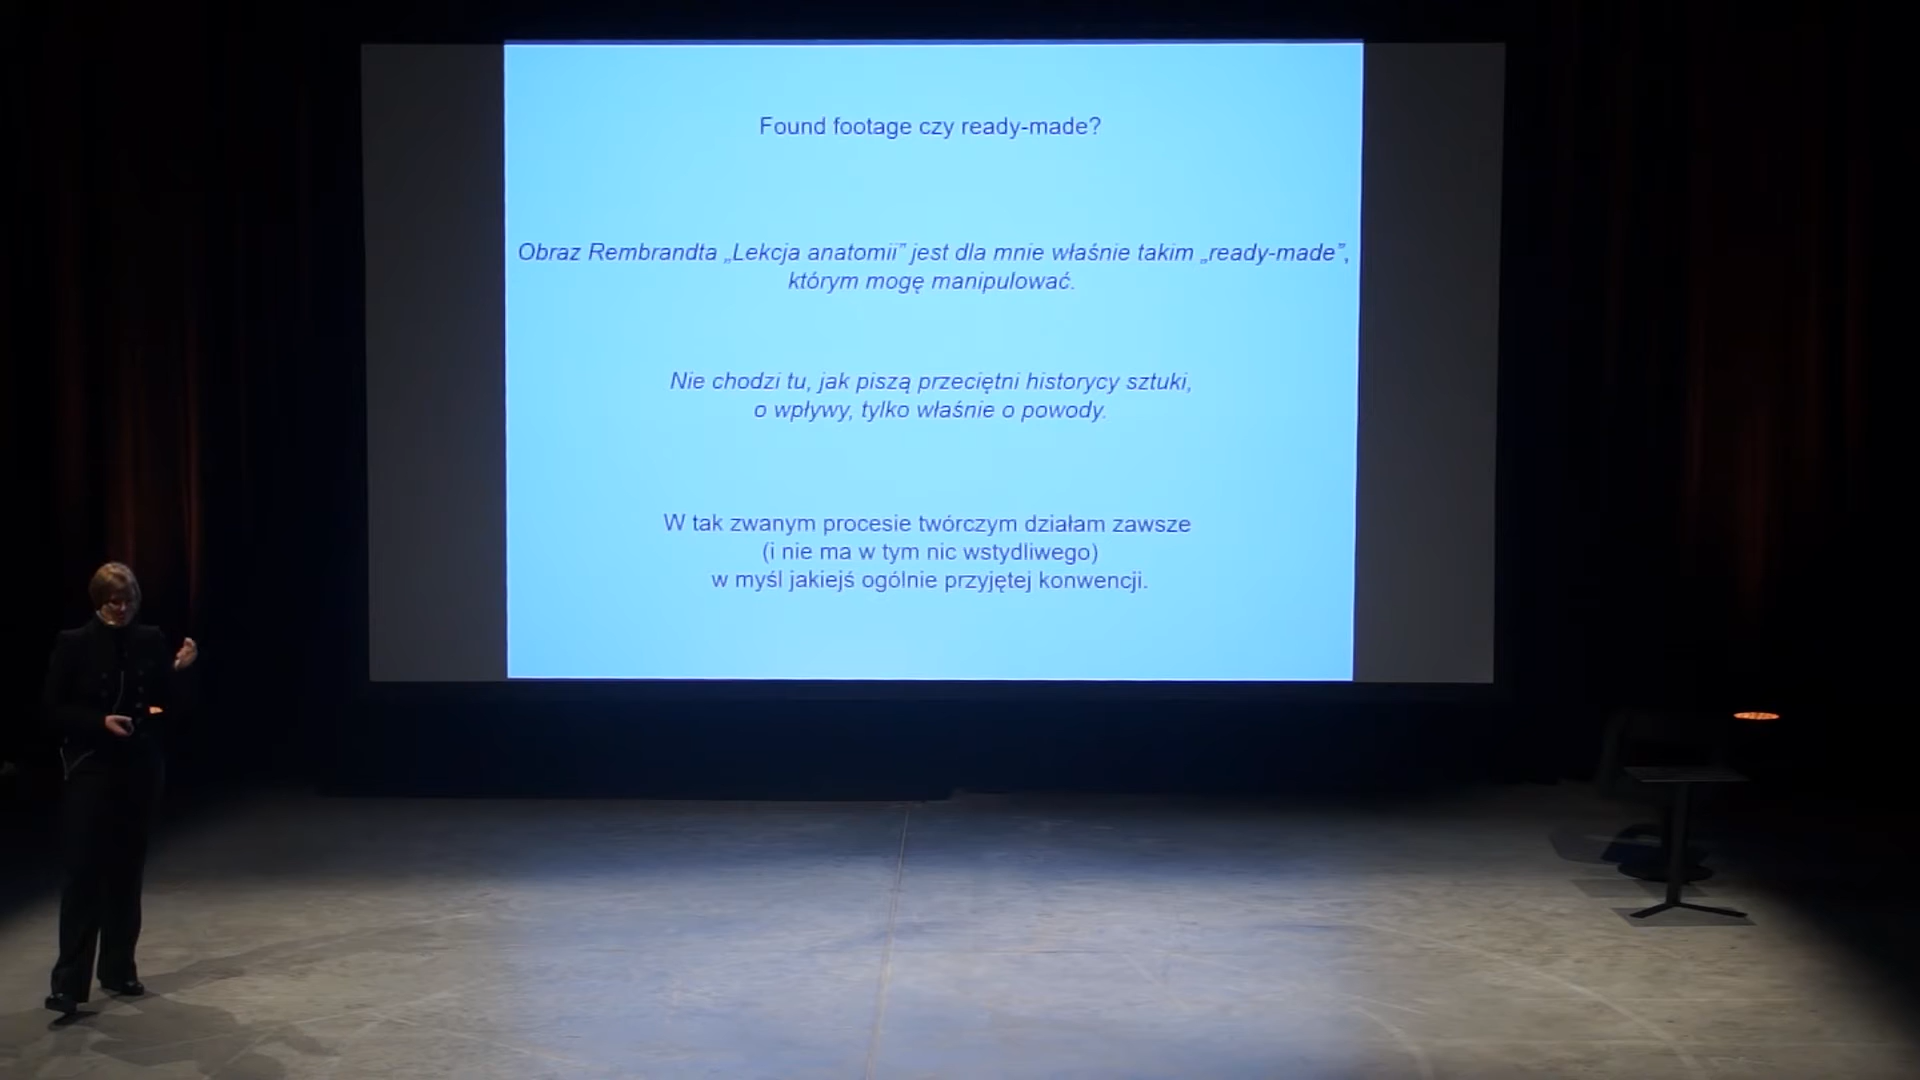 Found footage czy ready-made?
Obraz Rembrandta „Lekcja anatomii” jest dla mnie właśnie takim „ready-made”,
którym mogę manipulować.
Nie chodzi tu, jak piszą przeciętni historycy sztuki,
o wpływy, tylko właśnie o powody.
W tak zwanym procesie twórczym działam zawsze
(i nie ma w tym nic wstydliwego)
w myśl jakiejś ogólnie przyjętej konwencji.